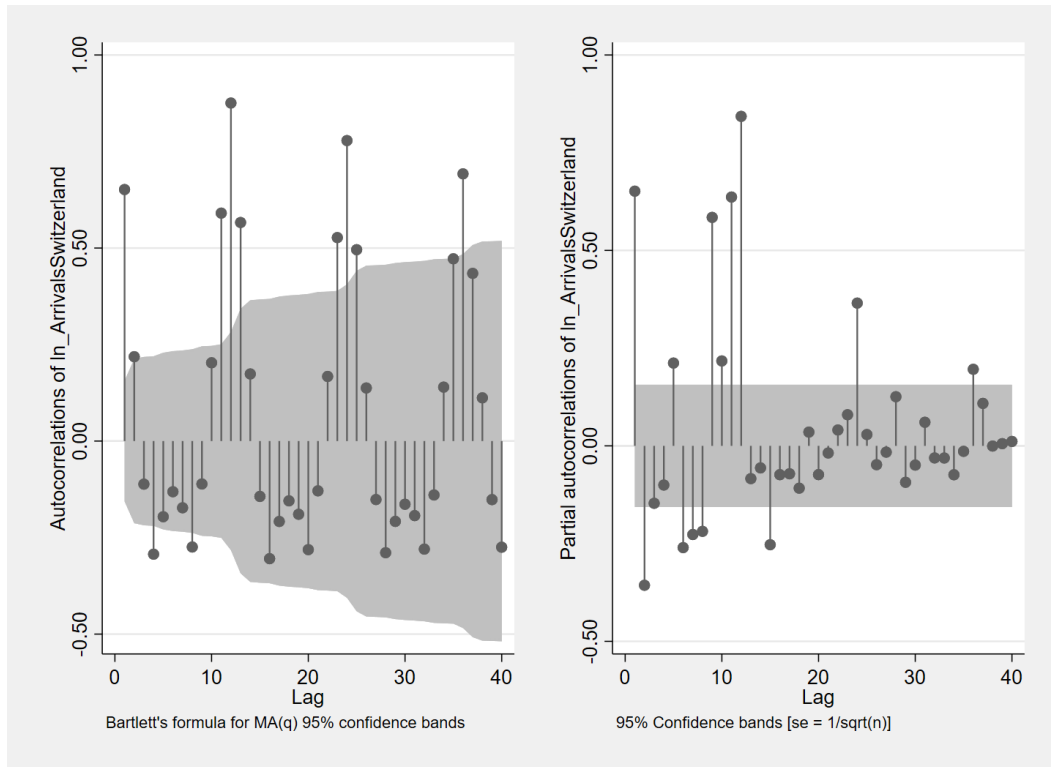 Autocorrelations of ln_ArrivalsSwitzerland
1.00
0.50
0.00
-0.50
0 10 20 30 40
Lag
Bartlett's formula for MA(q) 95% confidence bands
Partial autocorrelations of ln_ArrivalsSwitzerland
1.00
0.50
0.00
-0.50
0 10 20 30 40
Lag
95% Confidence bands [se = 1/sqrt(n)]